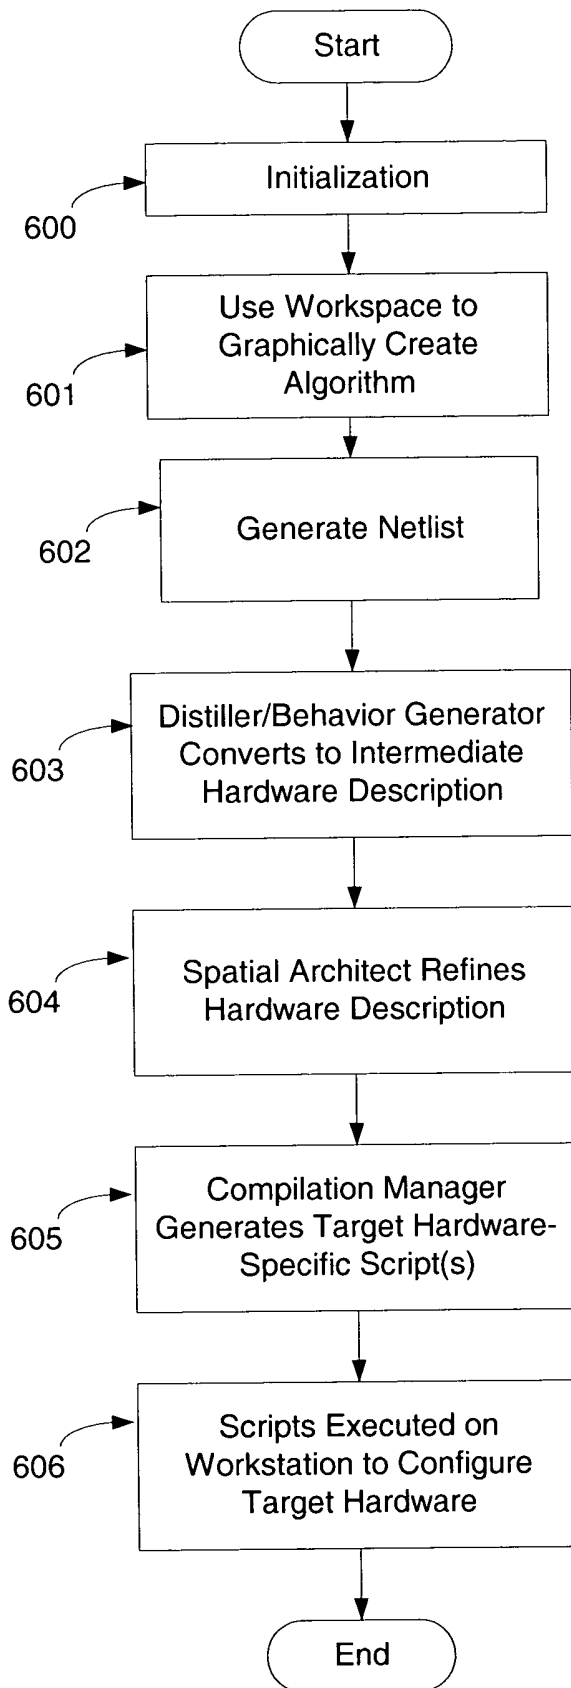 Start
Initialization
600
Use Workspace to
Graphically Create
Algorithm
601
Generate Netlist
602
Distiller/Behavior Generator
Converts to Intermediate
Hardware Description
603
Spatial Architect Refines
Hardware Description
604
Compilation Manager
Generates Target Hardware-
Specific Script(s)
605
Scripts Executed on
Workstation to Configure
Target Hardware
606
End